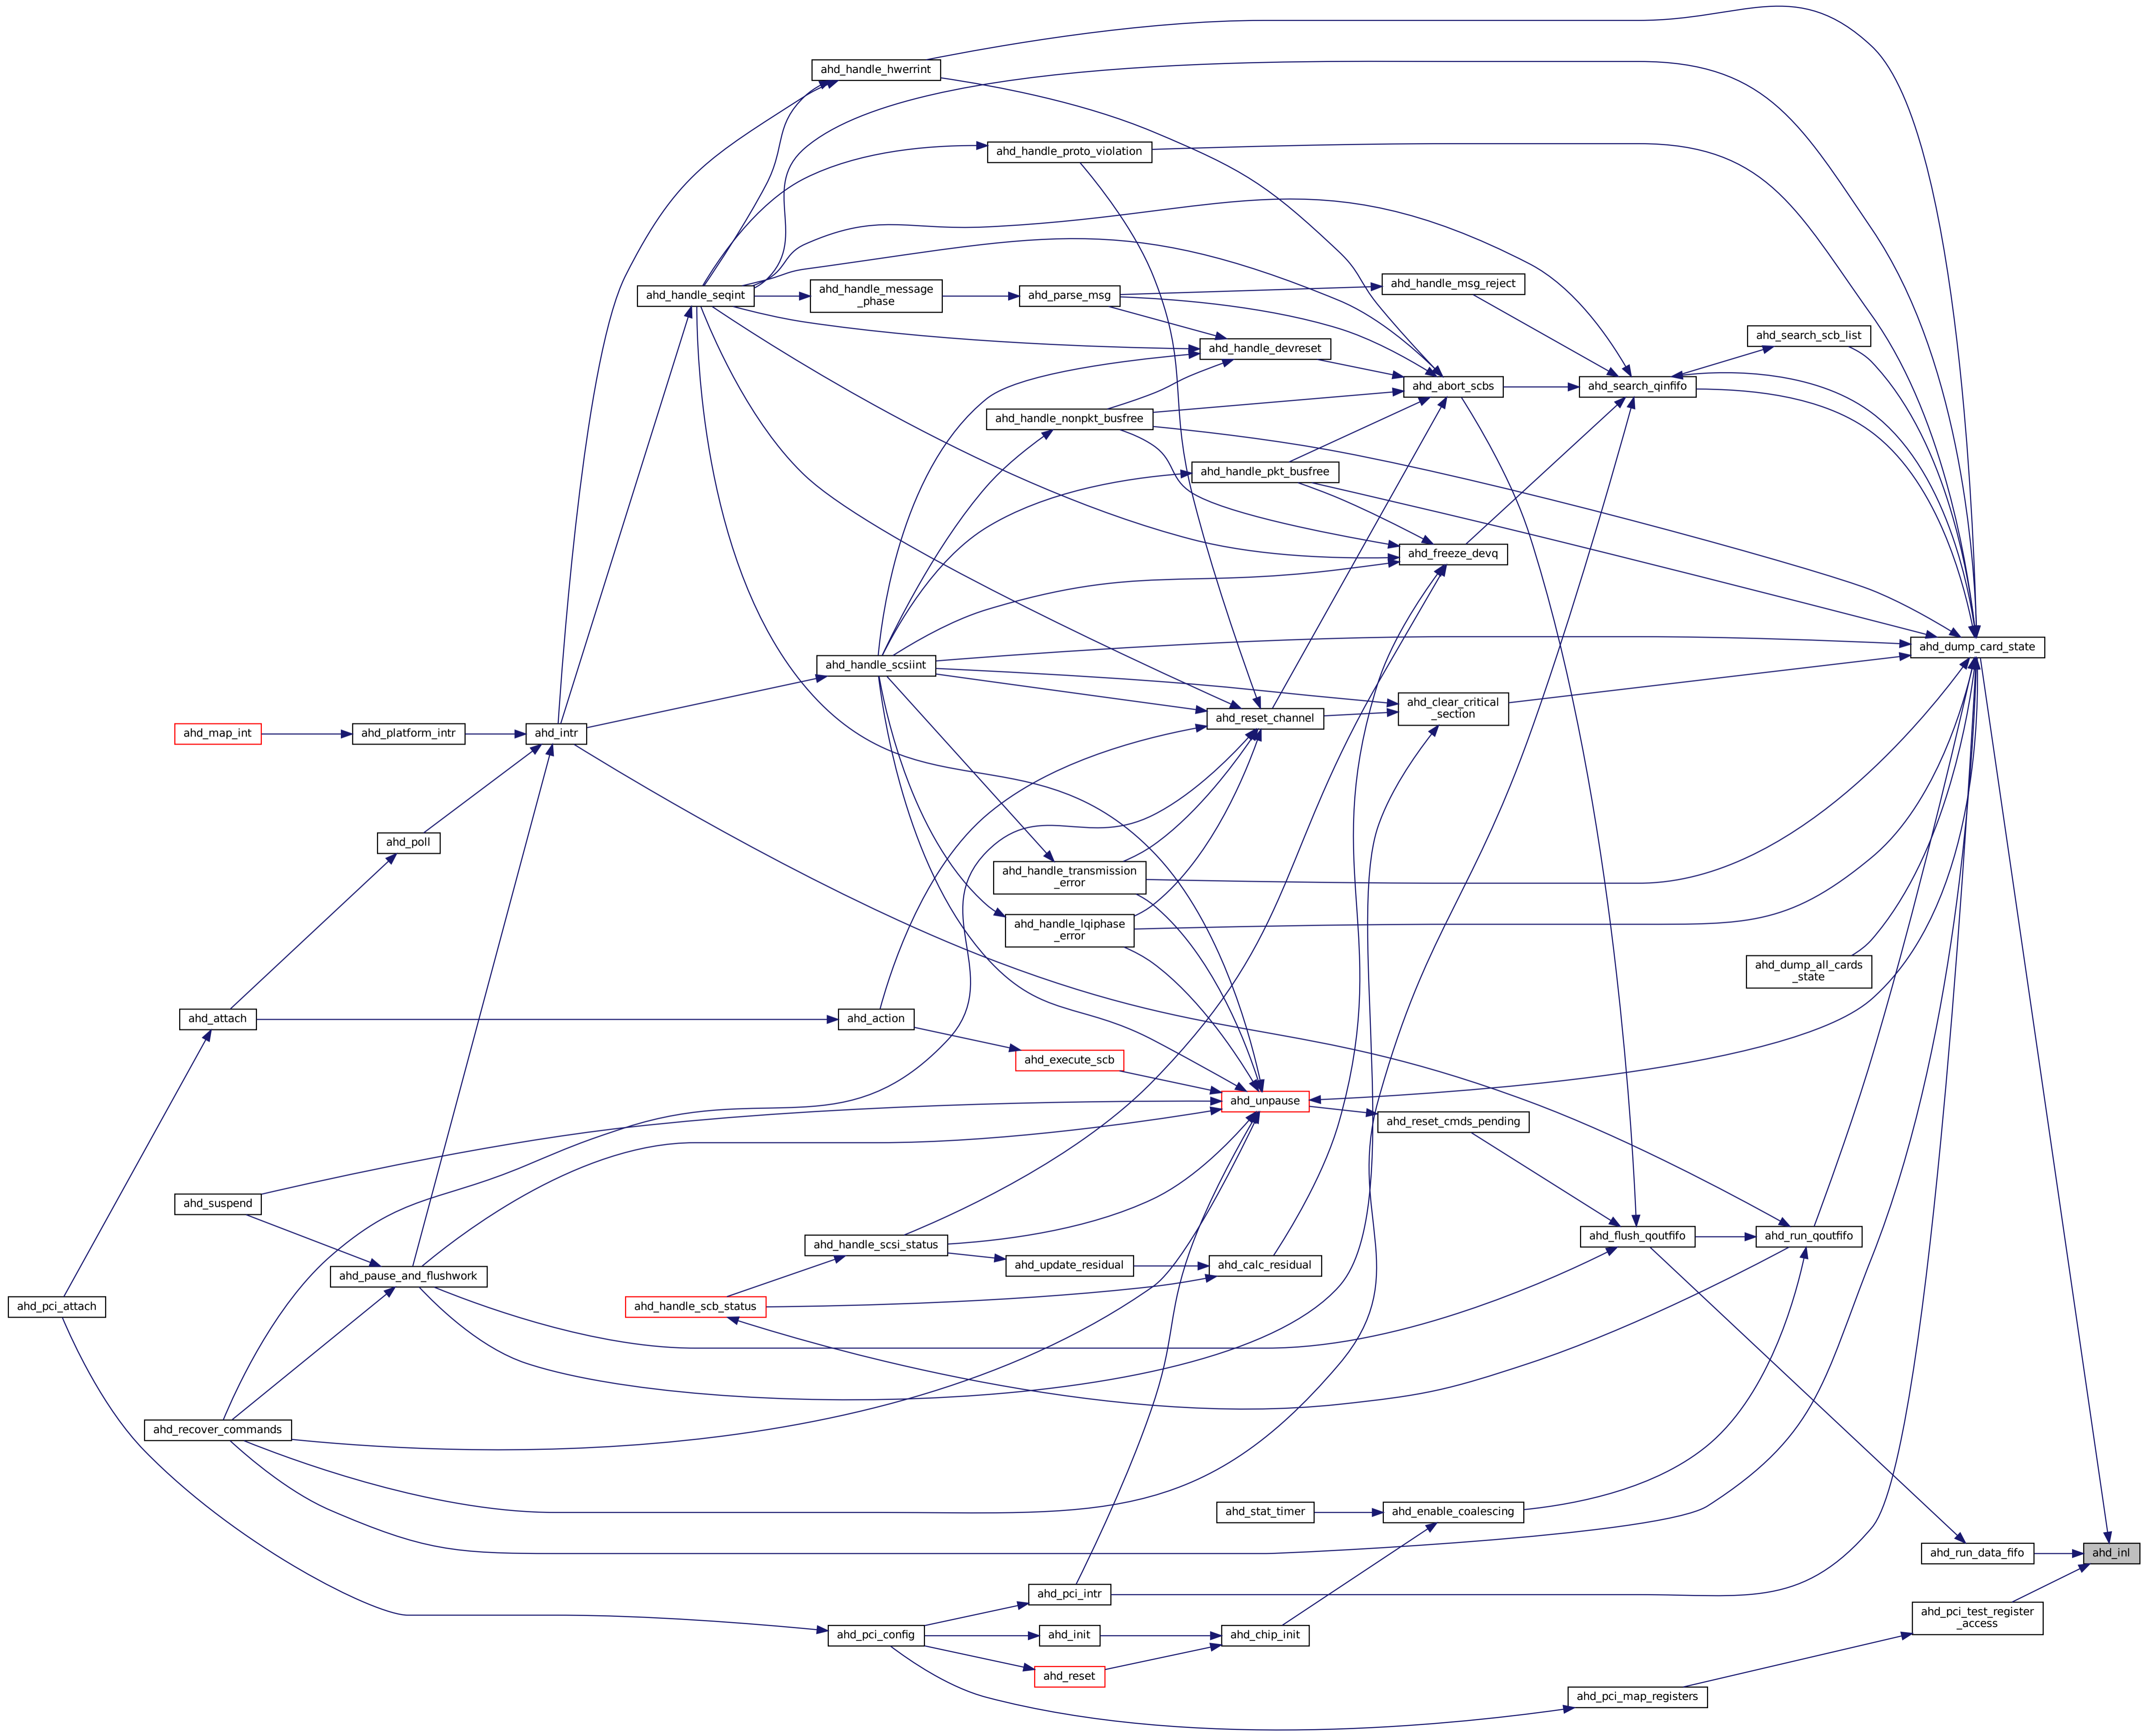 ahd_handle_hwerrint
ahd_handle_proto_violation
ahd_handle_seqint
ahd_handle_message
_phase
ahd_parse_msg
ahd_handle_msg_reject
ahd_search_scb_list
ahd_handle_devreset
ahd_abort_scbs
ahd_search_qinfifo
ahd_handle_nonpkt_busfree
ahd_handle_pkt_busfree
ahd_freeze_devq
ahd_dump_card_state
ahd_handle_scsiint
ahd_clear_critical
_section
ahd_reset_channel
ahd_map_int
ahd_platform_intr
ahd_intr
ahd_poll
ahd_handle_transmission
_error
ahd_handle_lqiphase
_error
ahd_dump_all_cards
_state
ahd_attach
ahd_action
ahd_execute_scb
ahd_unpause
ahd_reset_cmds_pending
ahd_suspend
ahd_handle_scsi_status
ahd_update_residual
ahd_calc_residual
ahd_flush_qoutfifo
ahd_run_qoutfifo
ahd_pause_and_flushwork
ahd_pci_attach
ahd_handle_scb_status
ahd_recover_commands
ahd_stat_timer
ahd_enable_coalescing
ahd_run_data_fifo
ahd_inl
ahd_pci_intr
ahd_pci_test_register
_access
ahd_pci_config
ahd_init
ahd_chip_init
ahd_reset
ahd_pci_map_registers